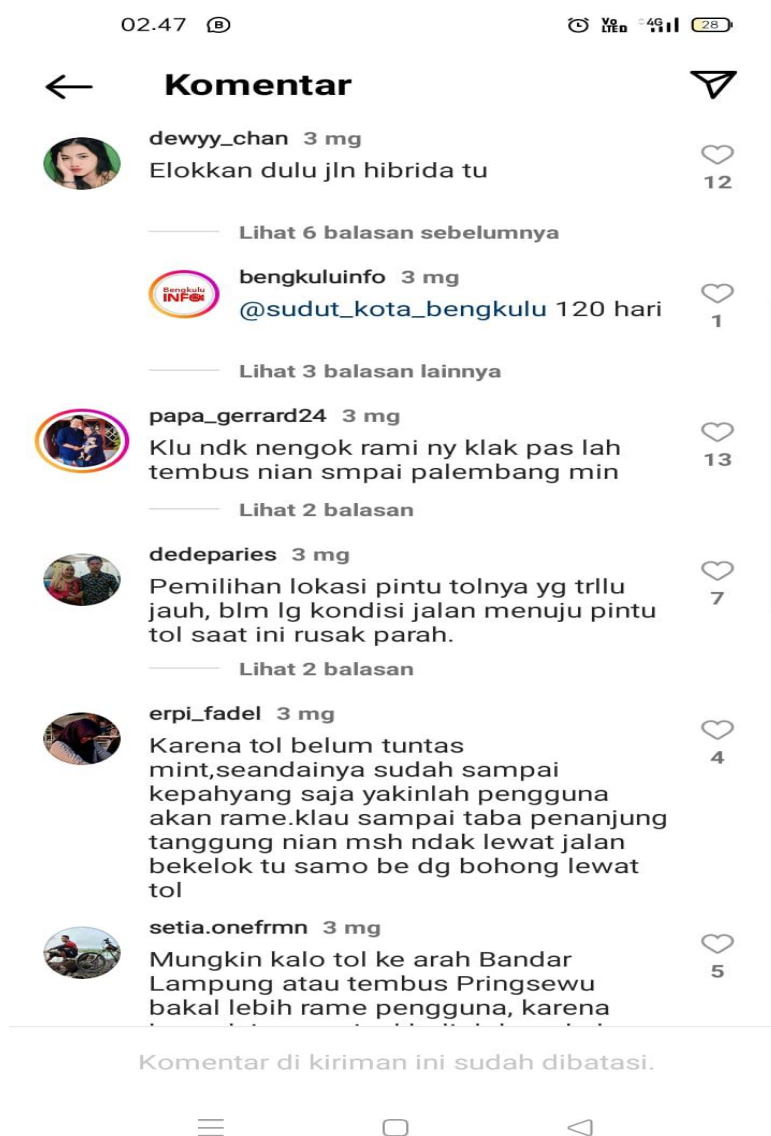 02.47
Vo LTED 4G 28
Komentar
dewyy_chan 3 mg
Elokkan dulu jln hibrida tu
12
Lihat 6 balasan sebelumnya
Bengkulu
INFO
bengkuluinfo 3 mg
@sudut_kota_bengkulu 120 hari
1
Lihat 3 balasan lainnya
papa_gerrard24 3 mg
Klu ndk nengok rami ny klak pas lah
tembus nian smpai palembang min
13
Lihat 2 balasan
dedeparies 3 mg
Pemilihan lokasi pintu tolnya yg trllu
jauh, blm lg kondisi jalan menuju pintu
tol saat ini rusak parah.
7
Lihat 2 balasan
erpi_fadel 3 mg
Karena tol belum tuntas
mint,seandainya sudah sampai
kepahyang saja yakinlah pengguna
akan rame.klau sampai taba penanjung
tanggung nian msh ndak lewat jalan
bekelok tu samo be dg bohong lewat
tol
4
setia.onefrmn 3 mg
Mungkin kalo tol ke arah Bandar
Lampung atau tembus Pringsewu
bakal lebih rame pengguna, karena
5
Komentar di kiriman ini sudah dibatasi.